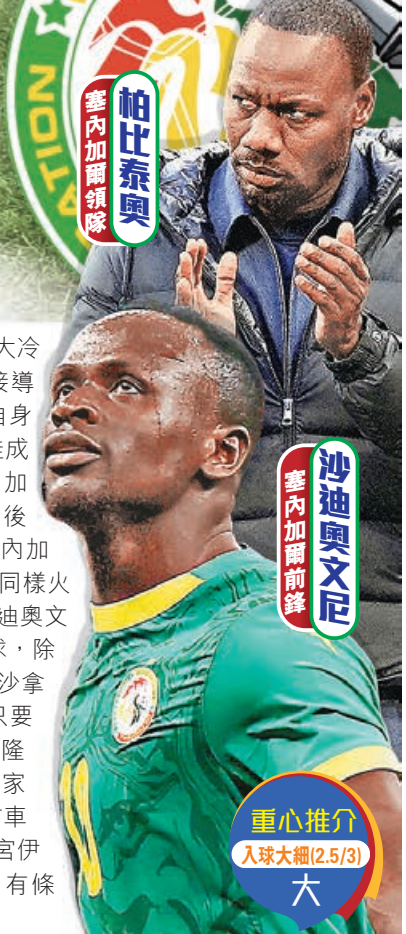 ATION
柏比泰奧
塞內加爾領隊
大冷
接導
自身
成
加
後
內加
同樣火
迪奧文
球，除
沙拿
只要
隆
家
車
宮伊
有條
沙迪奧文尼
塞內加爾前鋒
10
重心推介
入球大細(2.5/3)
大